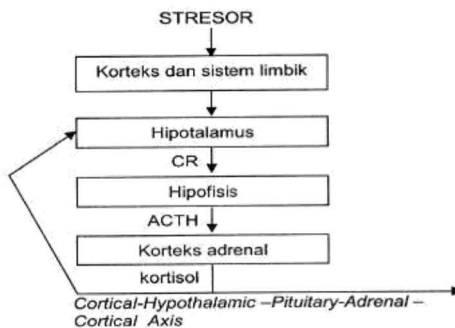 STRESOR
Korteks dan sistem limbik
Hipotalamus
CR
Hipofisis
ACTH
Korteks adrenal
kortisol
Cortical-Hypothalamic –Pituitary-Adrenal –
Cortical Axis